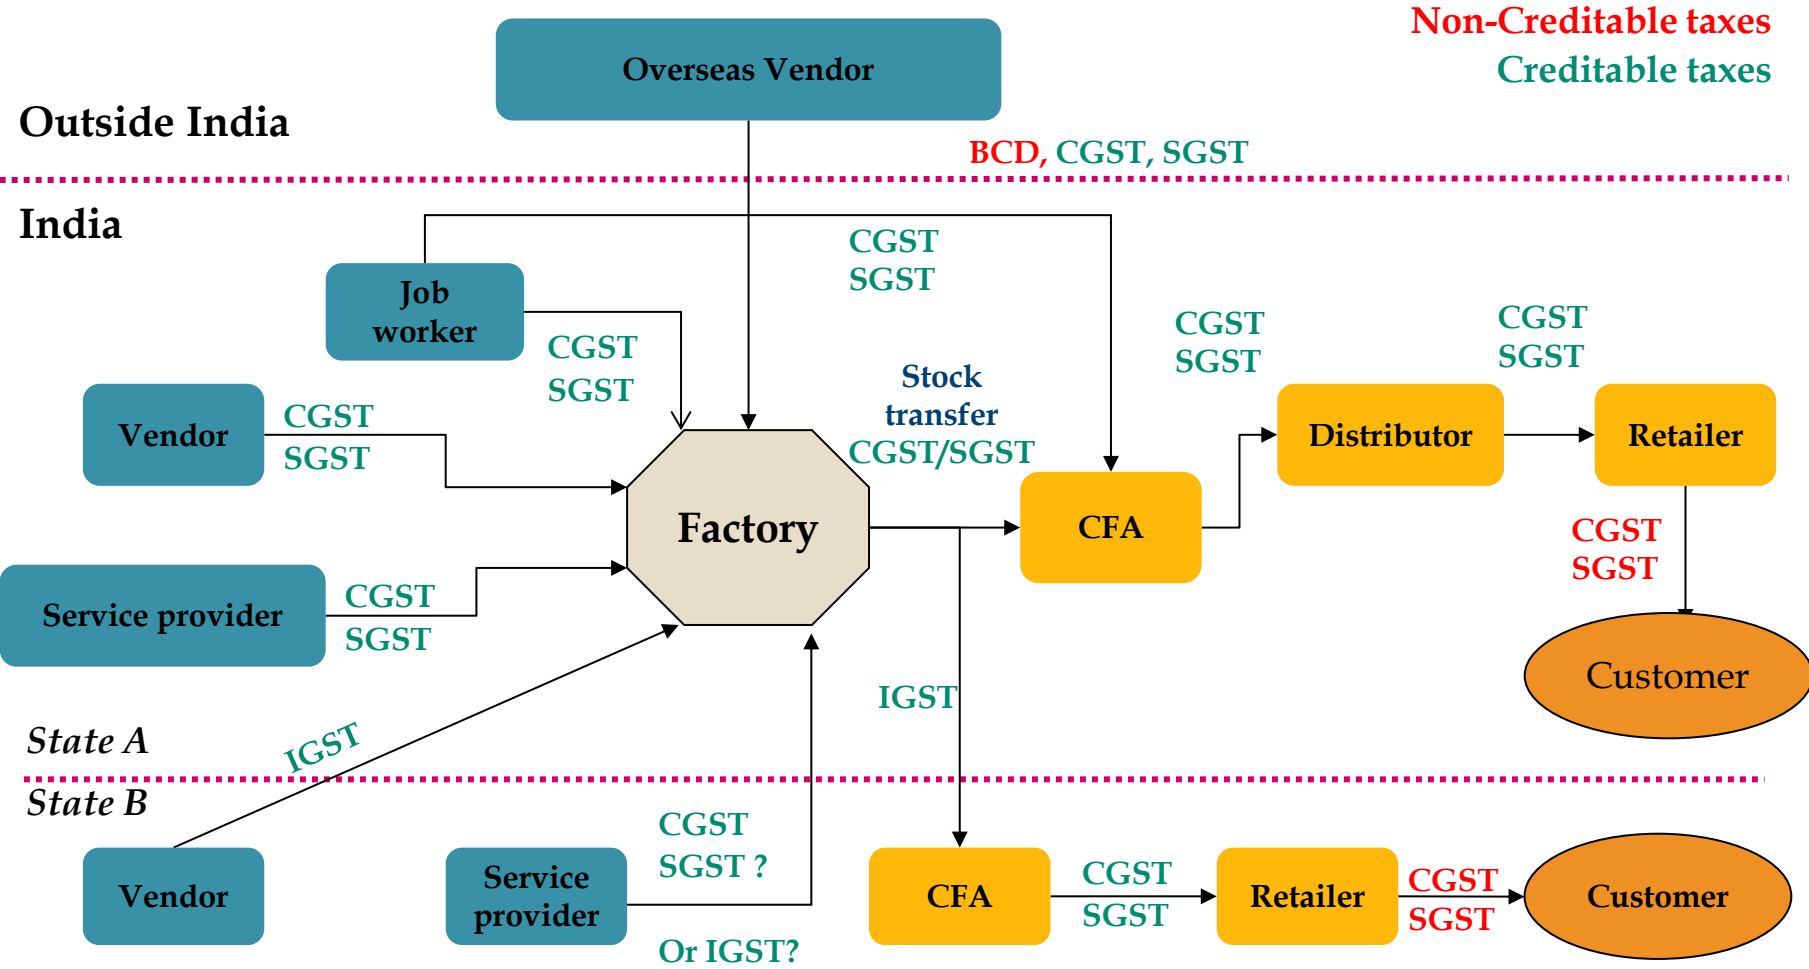 Non-Creditable taxes
Creditable taxes
Overseas Vendor
Outside India
BCD, CGST, SGST
India
CGST
SGST
Job
worker
CGST
SGST
CGST
SGST
CGST
SGST
Stock
transfer
CGST/SGST
Vendor
CGST
SGST
Distributor
Retailer
Factory
CFA
CGST
SGST
Service provider
CGST
SGST
Customer
IGST
State A
IGST
State B
CGST
SGST ?
Or IGST?
Vendor
Service
provider
CFA
CGST
SGST
Retailer
CGST
SGST
Customer